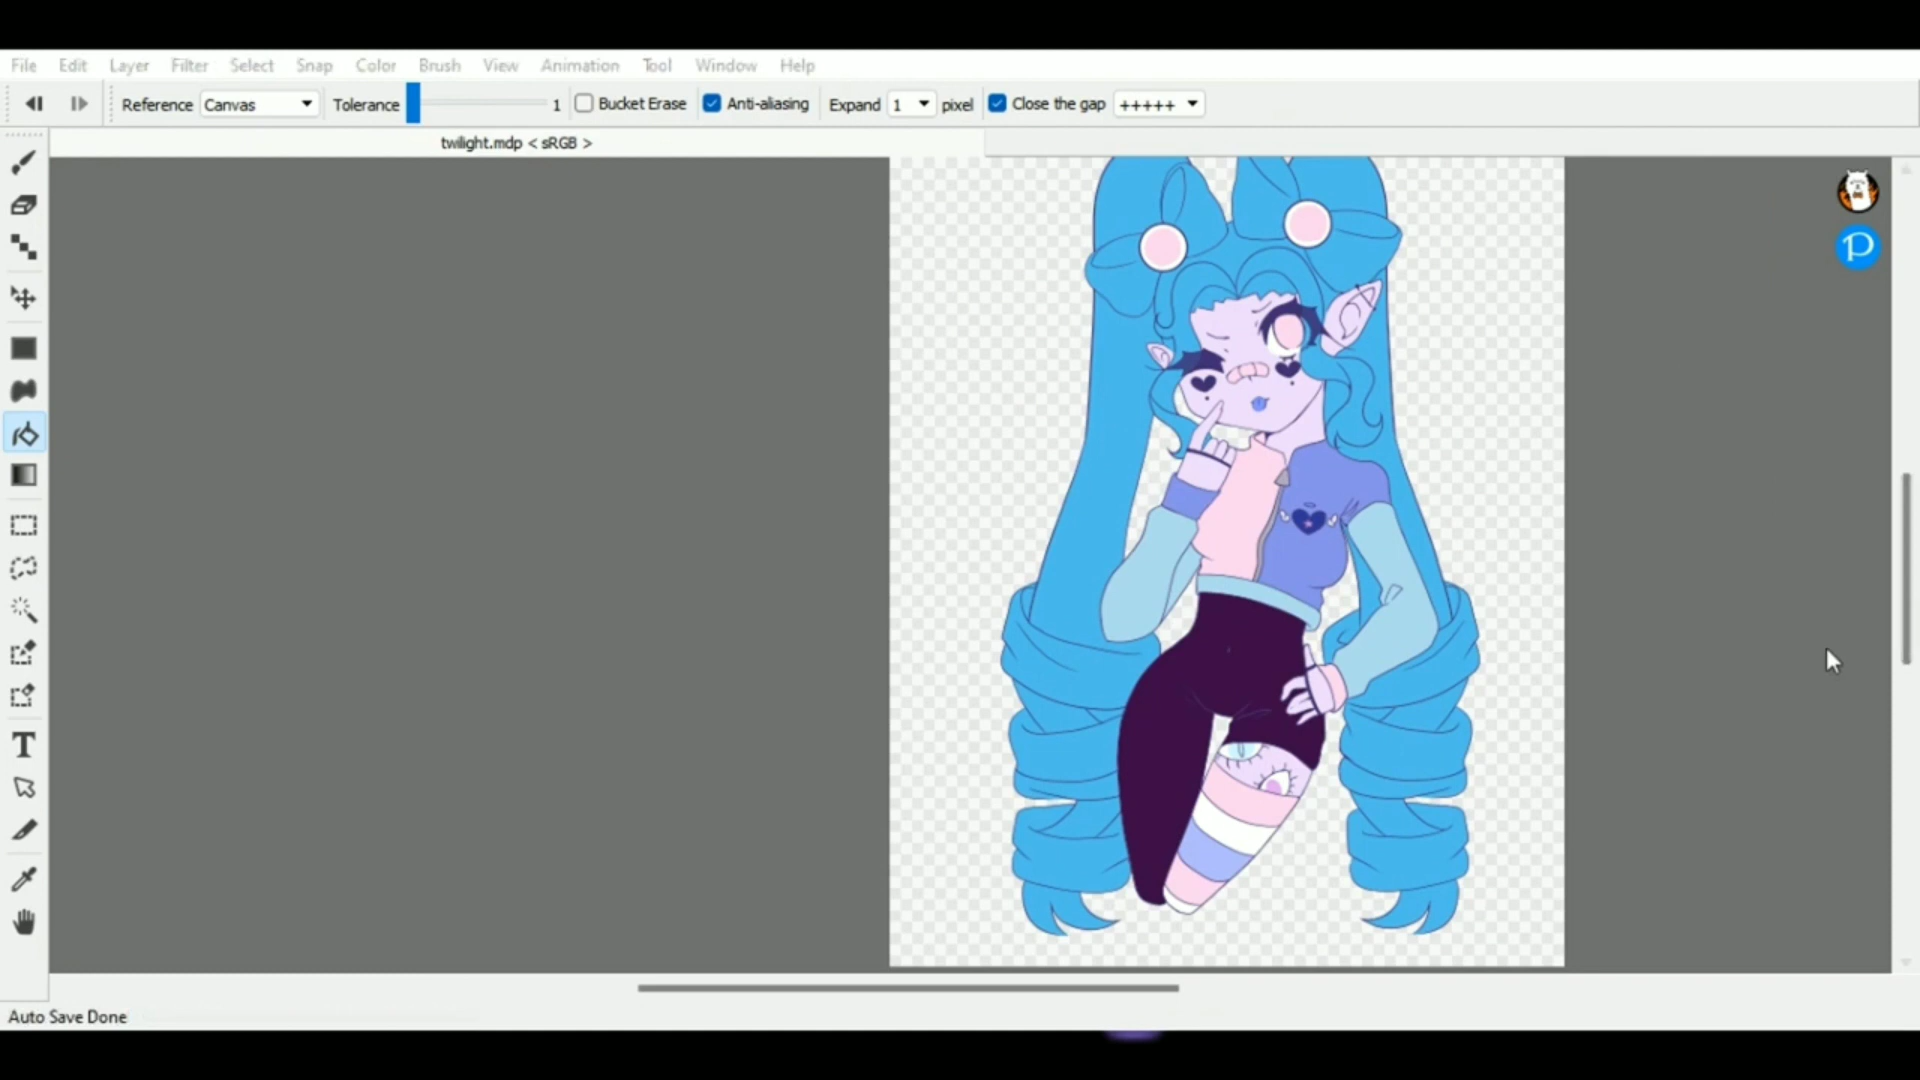 File Edit Layer Filter Select Snap Color Brush View Animation Tool Window Help
Reference Canvas Tolerance 1 Bucket Erase Anti-aliasing Expand 1 pixel Close the gap +++++
twilight.mdp < sRGB >
P
T
Auto Save Done